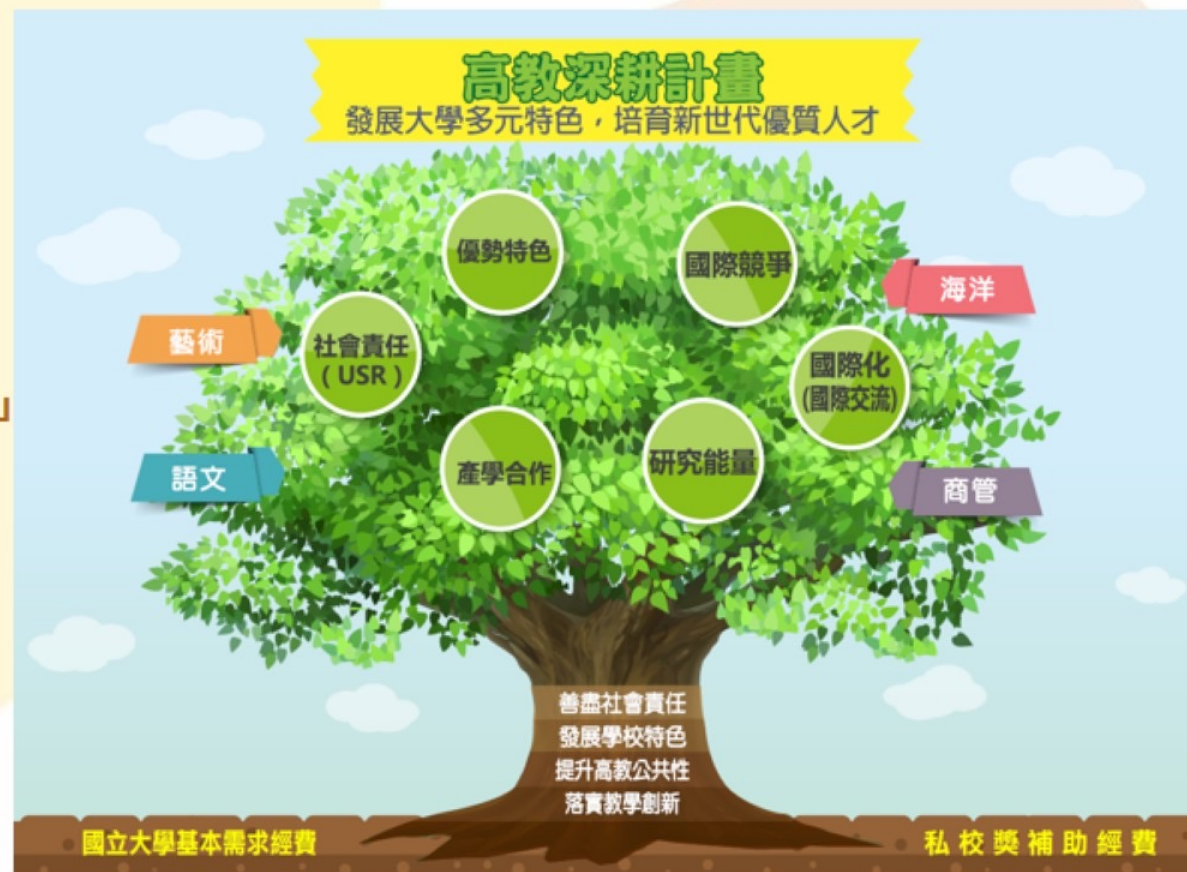 高教深耕計畫
發展大學多元特色，培育新世代優質人才
優勢特色
國際競爭
海洋
藝術
社會責任
(USR)
國際化
(國際交流)
語文
產學合作
研究能量
商管
」
善盡社會責任
發展學校特色
提升高教公共性
落實教學創新
國立大學基本需求經費
私校獎補助經費